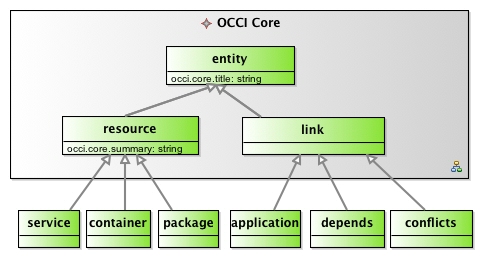 OCCI Core
entity
occi.core.title: string
resource
occi.core.summary: string
link
service
container
package
application
depends
conflicts